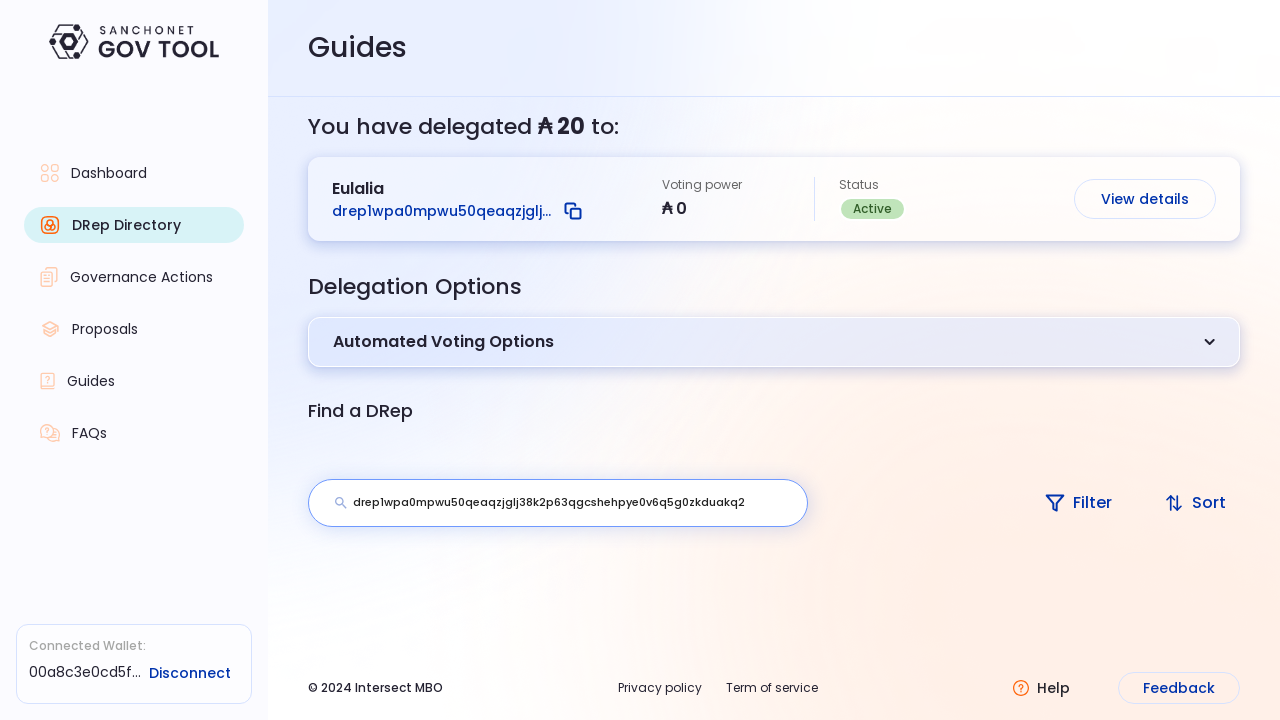 SANCHONET
GOV TOOL
Dashboard
DRep Directory
Governance Actions
Proposals
Guides
FAQs
Connected Wallet:
00a8c3e0cd5f...
Disconnect
Guides
You have delegated ₳ 20 to:
Eulalia
drep1wpa0mpwu50qeaqzjglj...
Voting power
₳ 0
Status
Active
View details
Delegation Options
Automated Voting Options
Find a DRep
drep1wpa0mpwu50qeaqzjglj38k2p63qgcshehpye0v6q5g0zkduakq2
Filter
Sort
© 2024 Intersect MBO
Privacy policy
Term of service
Help
Feedback